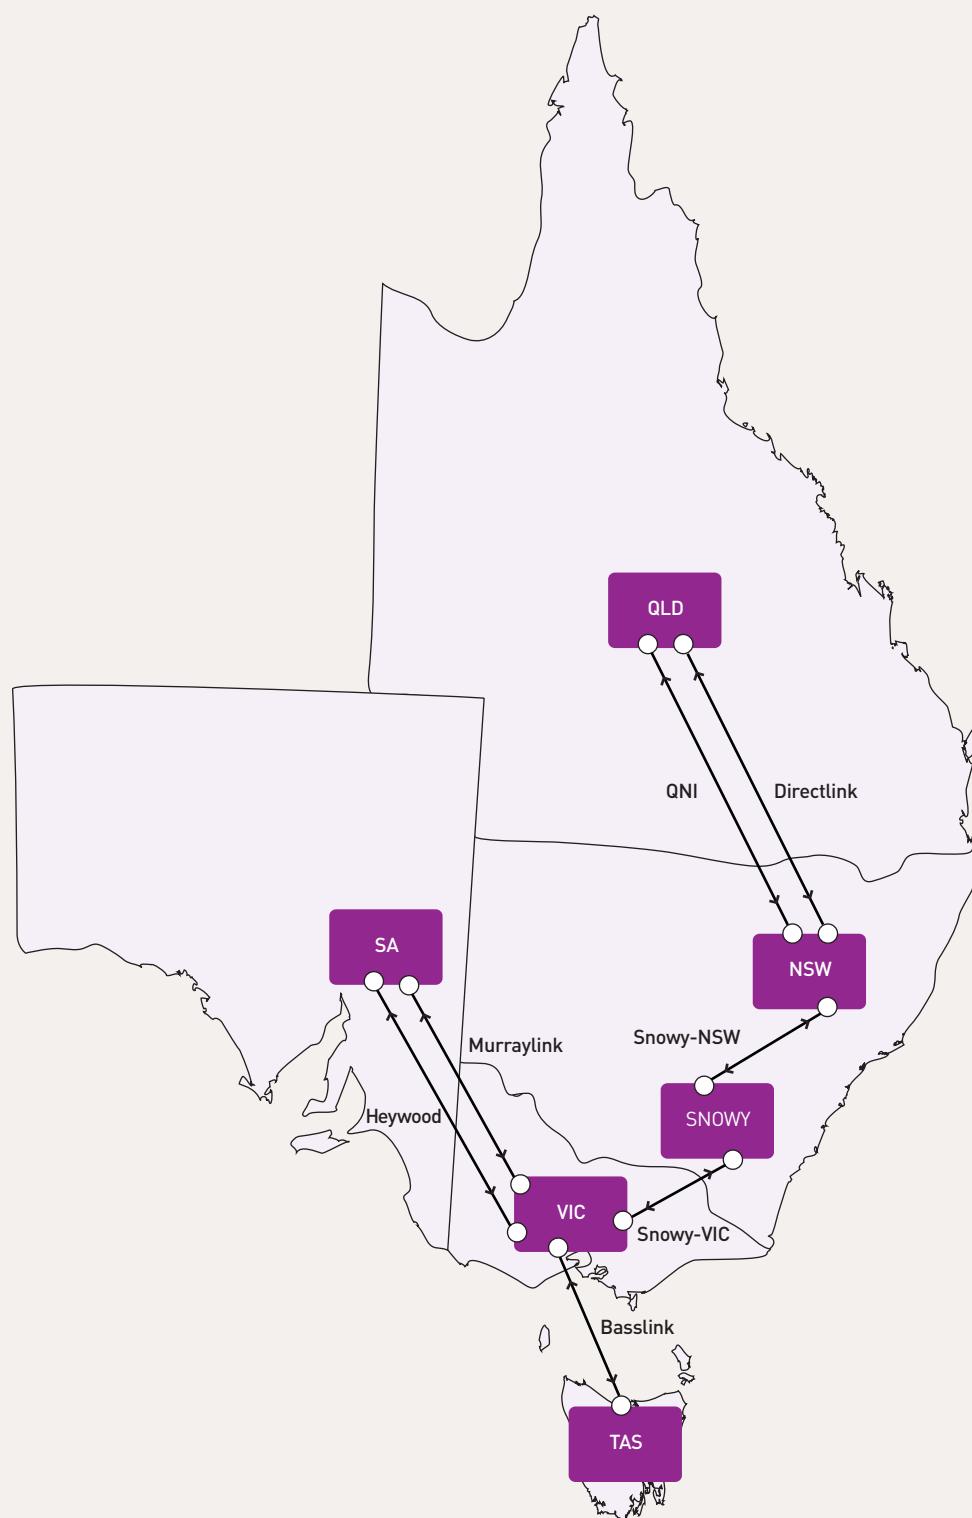 QLD
QNI
Directlink
SA
NSW
Snowy-NSW
Murraylink
Heywood
SNOWY
VIC
Snowy-VIC
Basslink
TAS